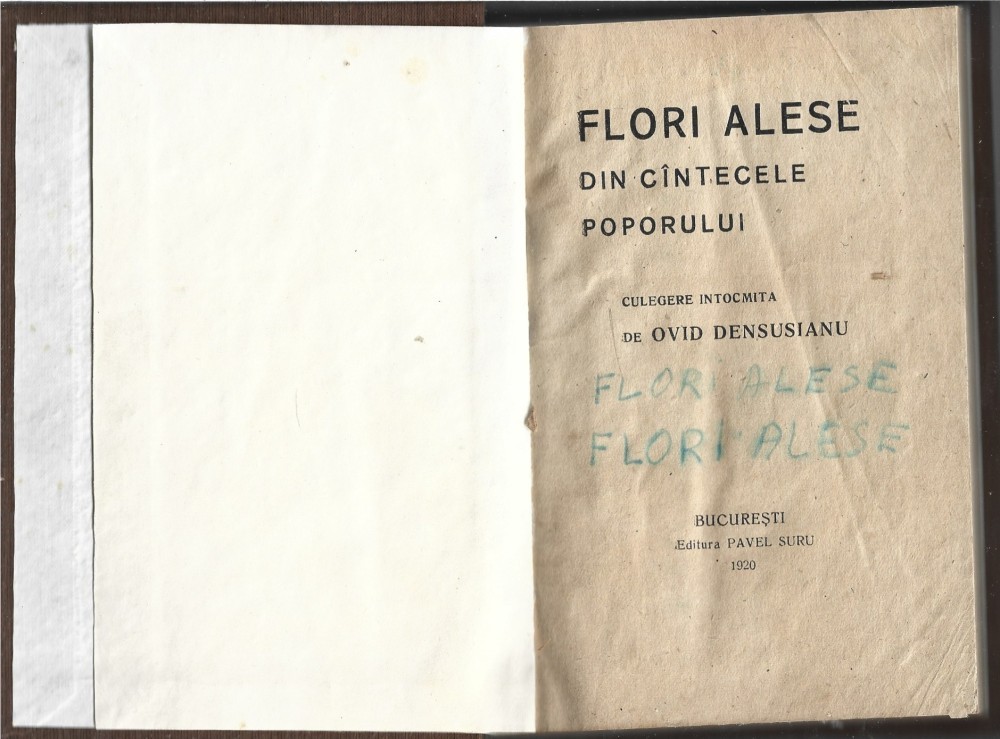 FLORI ALESE
DIN CÎNTECELE
POPORULUI
CULEGERE INTOCMITA
DE OVID DENSUSIANU
FLORI ALESE
FLORI ALESE
BUCUREŞTI
Editura PAVEL SURU
1920